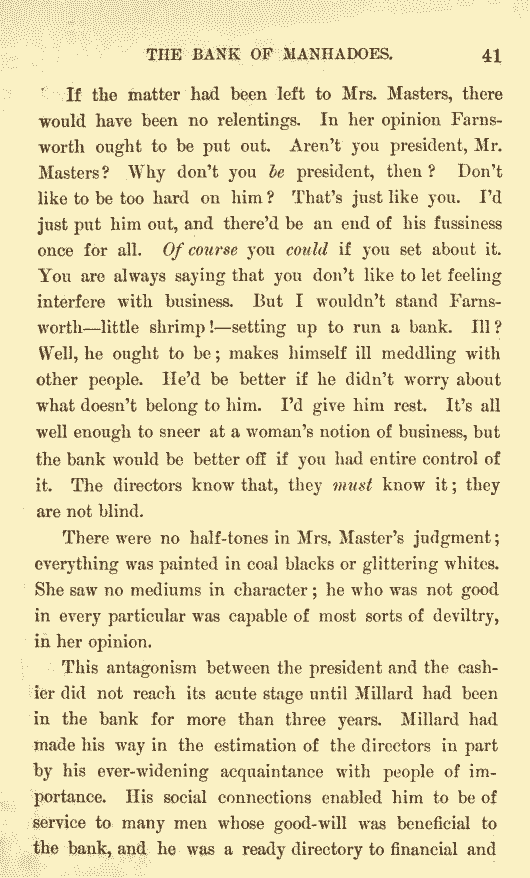 THE BANK OF MANHADOES. 41
If the matter had been left to Mrs. Masters, there
would have been no relentings. In her opinion Farns-
worth ought to be put out. Aren't you president, Mr.
Masters? Why don't you be president, then? Don't
like to be too hard on him? That's just like you. I'd
just put him out, and there'd be an end of his fussiness
once for all. Of course you could if you set about it.
You are always saying that you don't like to let feeling
interfere with business. But I wouldn't stand Farns-
worth—little shrimp!—setting up to run a bank. Ill?
Well, he ought to be; makes himself ill meddling with
other people. He'd be better if he didn't worry about
what doesn't belong to him. I'd give him rest. It's all
well enough to sneer at a woman's notion of business, but
the bank would be better off if you had entire control of
it. The directors know that, they must know it; they
are not blind.
There were no half-tones in Mrs. Master's judgment;
everything was painted in coal blacks or glittering whites.
She saw no mediums in character; he who was not good
in every particular was capable of most sorts of deviltry,
in her opinion.
This antagonism between the president and the cash-
ier did not reach its acute stage until Millard had been
in the bank for more than three years. Millard had
made his way in the estimation of the directors in part
by his ever-widening acquaintance with people of im-
portance. His social connections enabled him to be of
service to many men whose good-will was beneficial to
the bank, and he was a ready directory to financial and